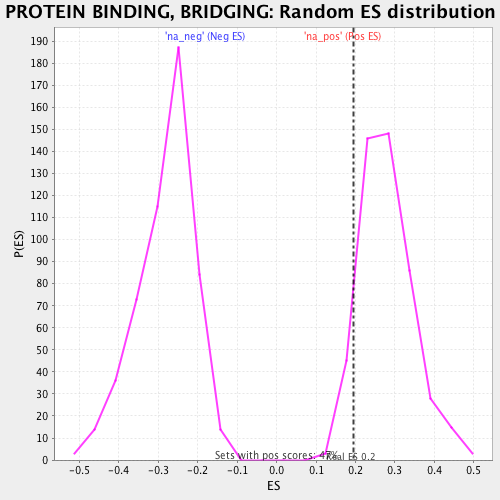 PROTEIN BINDING, BRIDGING: Random ES distribution
'na_neg' (Neg ES)
'na_pos' (Pos ES)
190
180
170
160
150
140
130
120
110
100
90
80
70
60
50
40
30
20
10
0
P(ES)
Sets with pos scores: 47%
Real ES 0.2
-0.5 -0.4 -0.3 -0.2 -0.1 0.0 0.1 0.2 0.3 0.4 0.5
ES